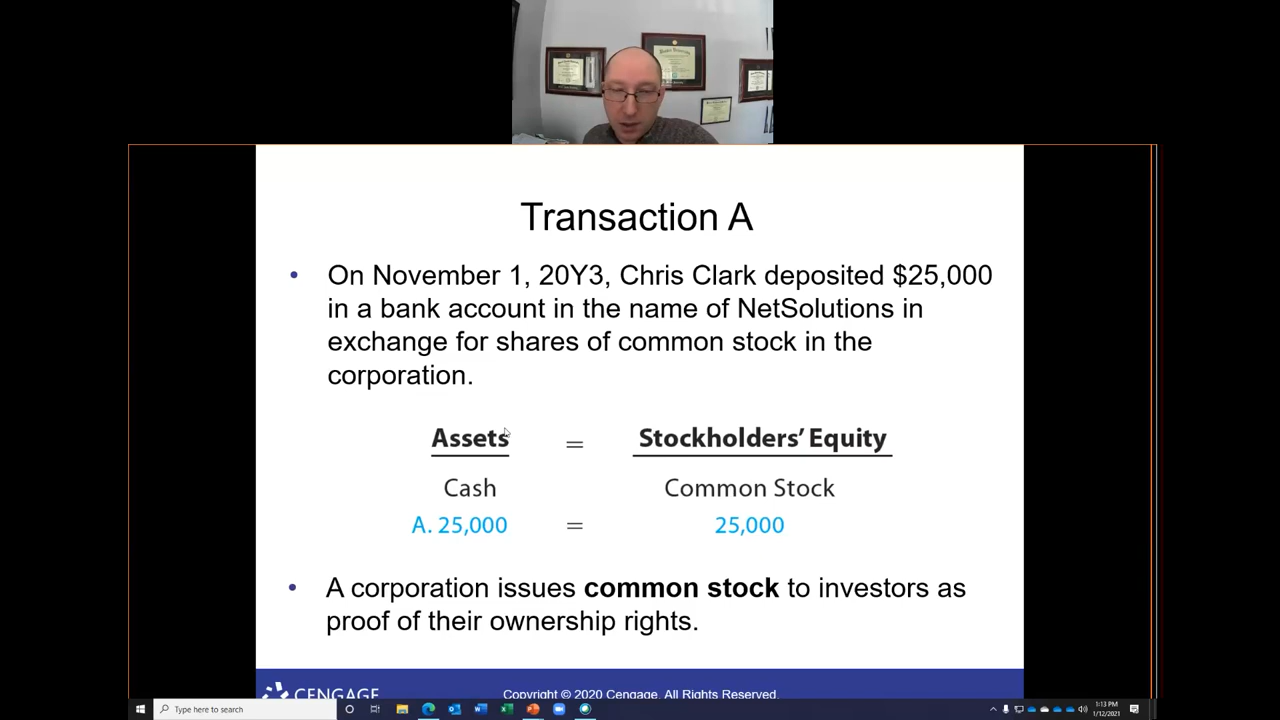 Transaction A
• On November 1, 20Y3, Chris Clark deposited $25,000
in a bank account in the name of NetSolutions in
exchange for shares of common stock in the
corporation.
Assets = Stockholders’ Equity
Cash Common Stock
A. 25,000 = 25,000
• A corporation issues common stock to investors as
proof of their ownership rights.
CENGAGE Copyright © 2020 Cengage. All Rights Reserved.
Type here to search
1:13 PM
1/12/2021